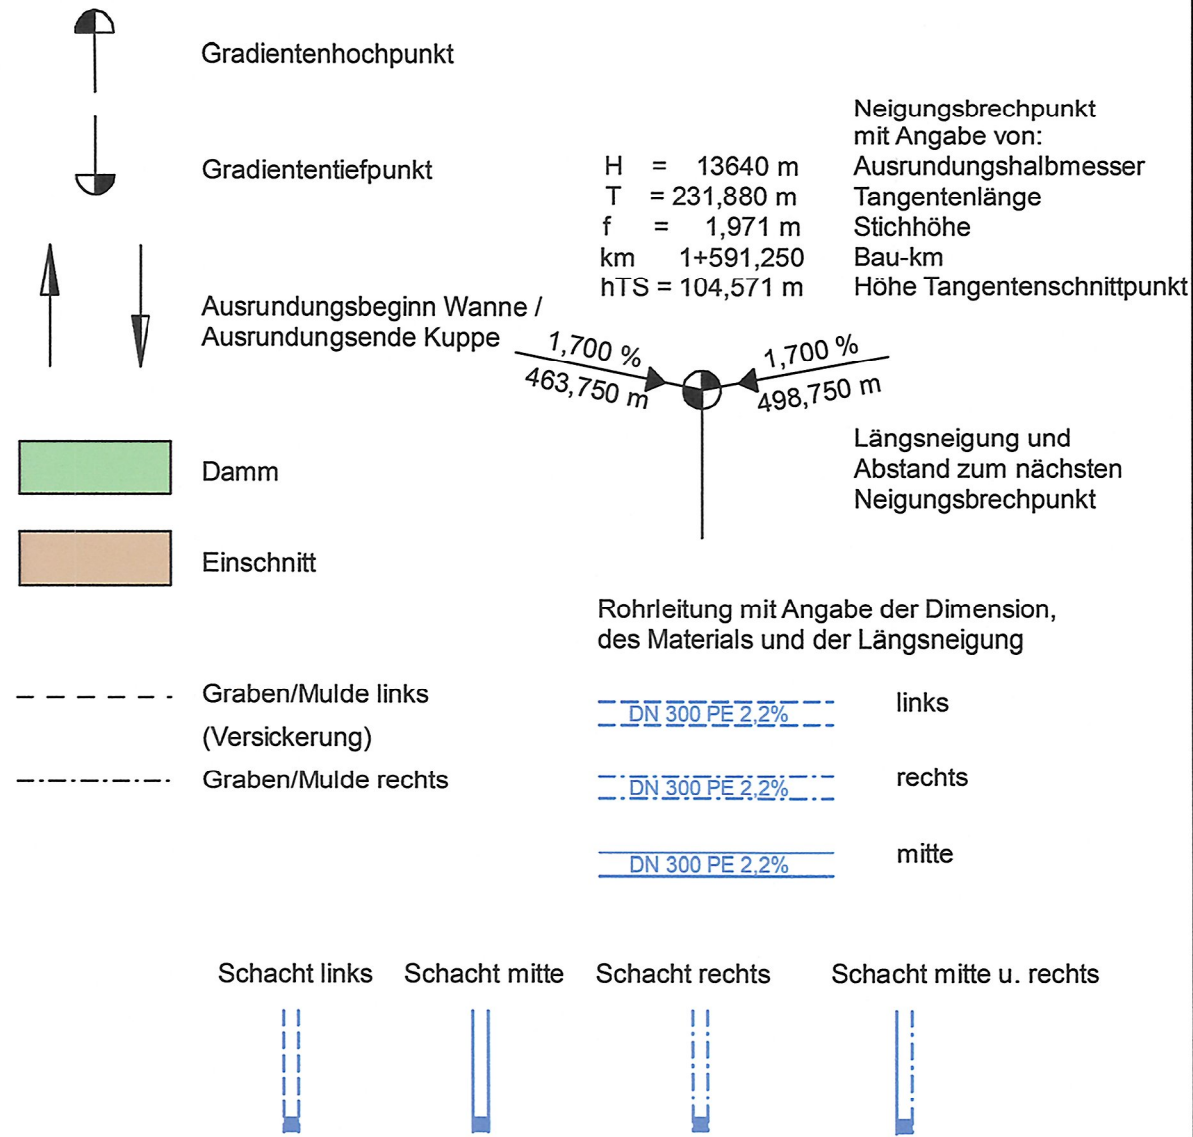 Gradientenhochpunkt
Gradiententiefpunkt
Ausrundungsbeginn Wanne /
Ausrundungsende Kuppe
Damm
Einschnitt
Graben/Mulde links
(Versickerung)
Graben/Mulde rechts
Neigungsbrechpunkt
mit Angabe von:
H = 13640 m Ausrundungshalbmesser
T = 231,880 m Tangentenlänge
f = 1,971 m Stichhöhe
km 1+591,250 Bau-km
hTS = 104,571 m Höhe Tangentenschnittpunkt
1,700 %
463,750 m
1,700 %
498,750 m
Längsneigung und
Abstand zum nächsten
Neigungsbrechpunkt
Rohrleitung mit Angabe der Dimension,
des Materials und der Längsneigung
DN 300 PE 2,2% links
DN 300 PE 2,2% rechts
DN 300 PE 2,2% mitte
Schacht links Schacht mitte Schacht rechts Schacht mitte u. rechts